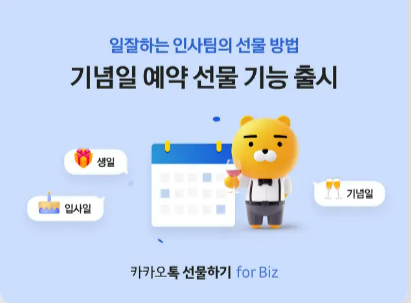 일잘하는 인사팀의 선물 방법
기념일 예약 선물 기능 출시
생일
입사일
기념일
카카오톡 선물하기 for Biz